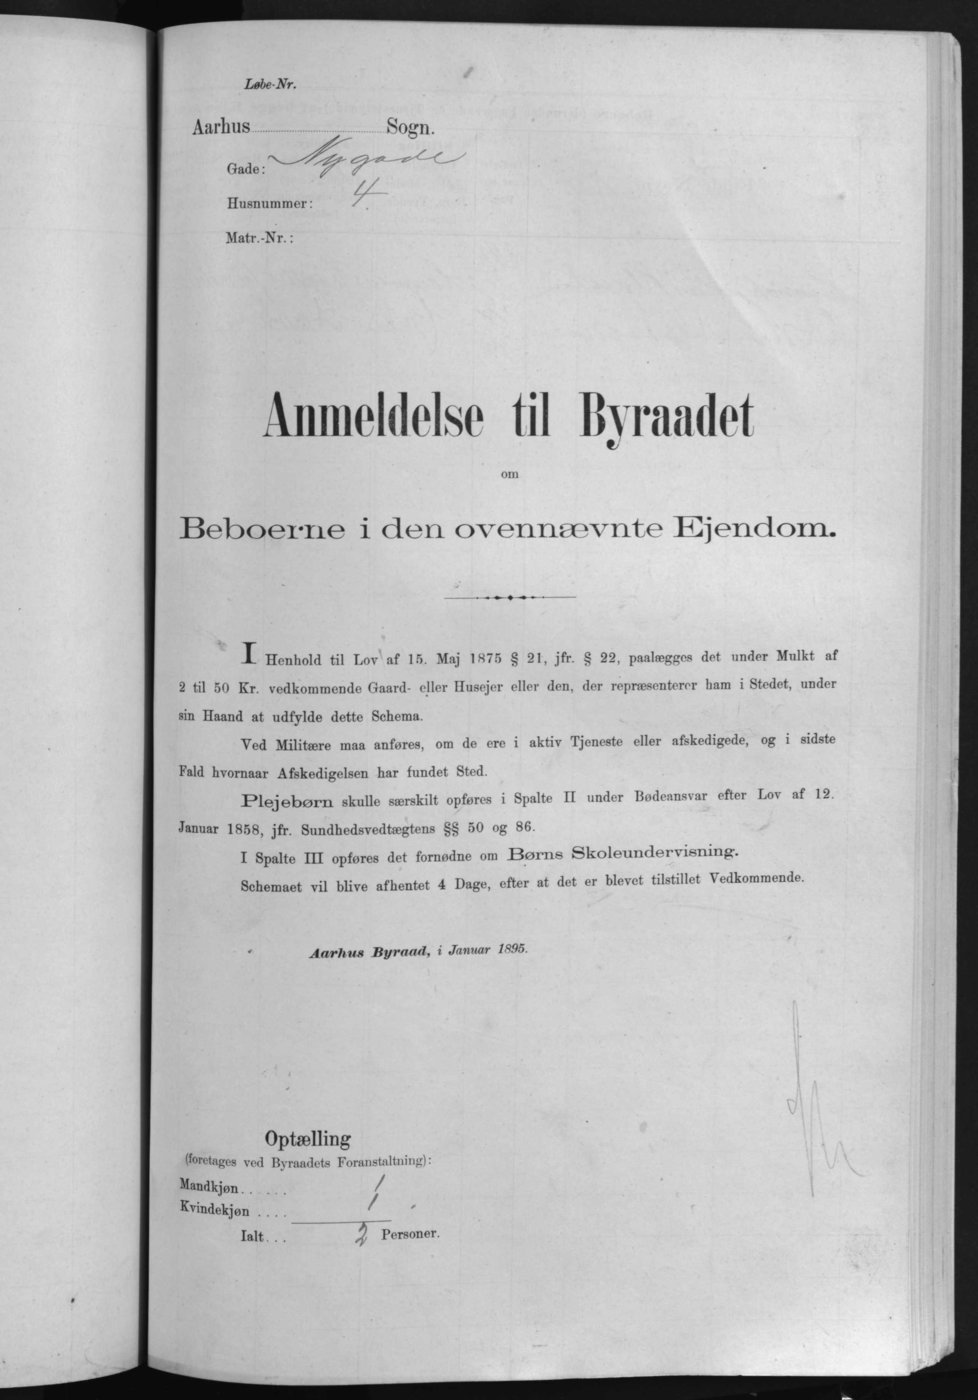 Løbe-Nr.
Aarhus Sogn.
Gade: Nygade
Husnummer: 4.
Matr.-Nr.:
Anmeldelse til Byraadet
om
Beboerne i den ovennævnte Ejendom.
I Henhold til Lov af 15. Maj 1875 § 21, jfr. § 22, paalægges det under Mulkt af
2 til 50 Kr. vedkommende Gaard- eller Husejer eller den, der repræsenterer ham i Stedet, under
sin Haand at udfylde dette Schema.
Ved Militære maa anføres, om de ere i aktiv Tjeneste eller afskedigede, og i sidste
Fald hvornaar Afskedigelsen har fundet Sted.
Plejebørn skulle særskilt opføres i Spalte II under Bødeansvar efter Lov af 12.
Januar 1858, jfr. Sundhedsvedtægtens §§ 50 og 86.
I Spalte III opføres det fornødne om Børns Skoleundervisning.
Schemaet vil blive afhentet 4 Dage, efter at det er blevet tilstillet Vedkommende.
Aarhus Byraad, i Januar 1895.
Optælling
(foretages ved Byraadets Foranstaltning):
Mandkjøn...... 1
Kvindekjøn .... 1
Ialt... 2 Personer.